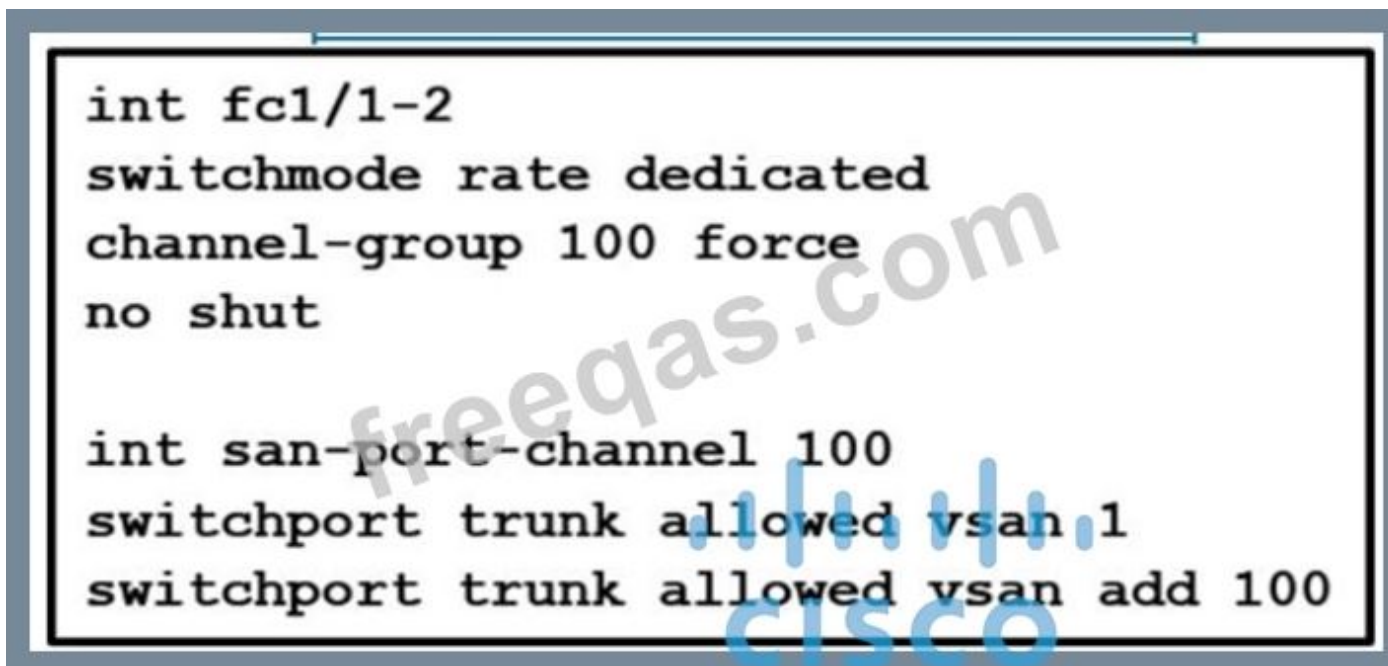 int fc1/1-2
switchmode rate dedicated
channel-group 100 force
no shut
int san-port-channel 100
switchport trunk allowed vsan 1
switchport trunk allowed vsan add 100
freeqas.com
CISCO